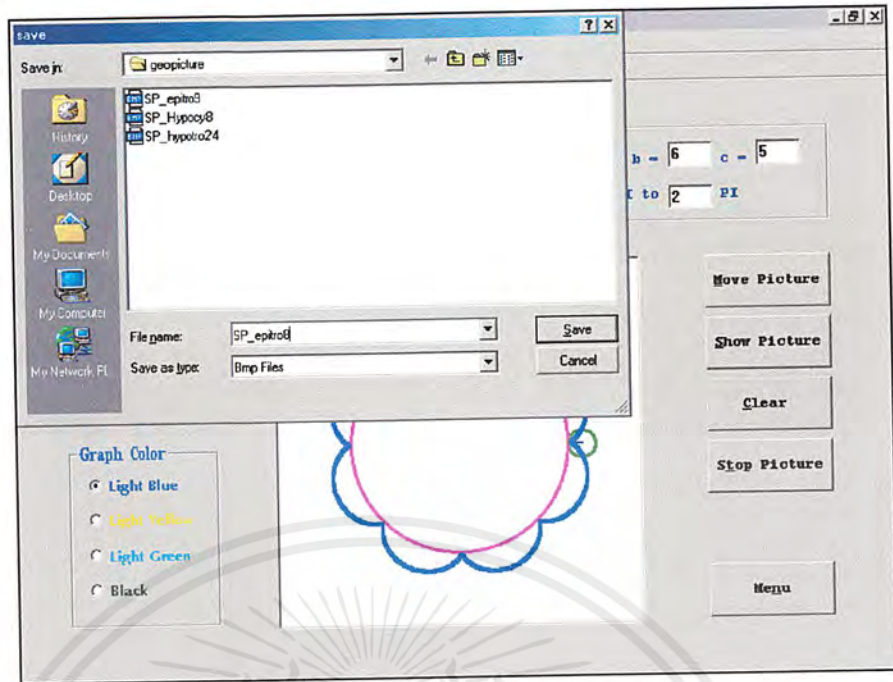 save
Save in:
geopicture
SP_epitro9
SP_Hypocy8
SP_hypotro24
History
Desktop
My Documents
My Computer
My Network Pl..
File name:
SP_epitro8
Save
Save as type:
Bmp Files
Cancel
b = 6 c = 5
I to 2 PI
Move Picture
Show Picture
Clear
Stop Picture
Menu
Graph Color
Light Blue
Light Yellow
Light Green
Black